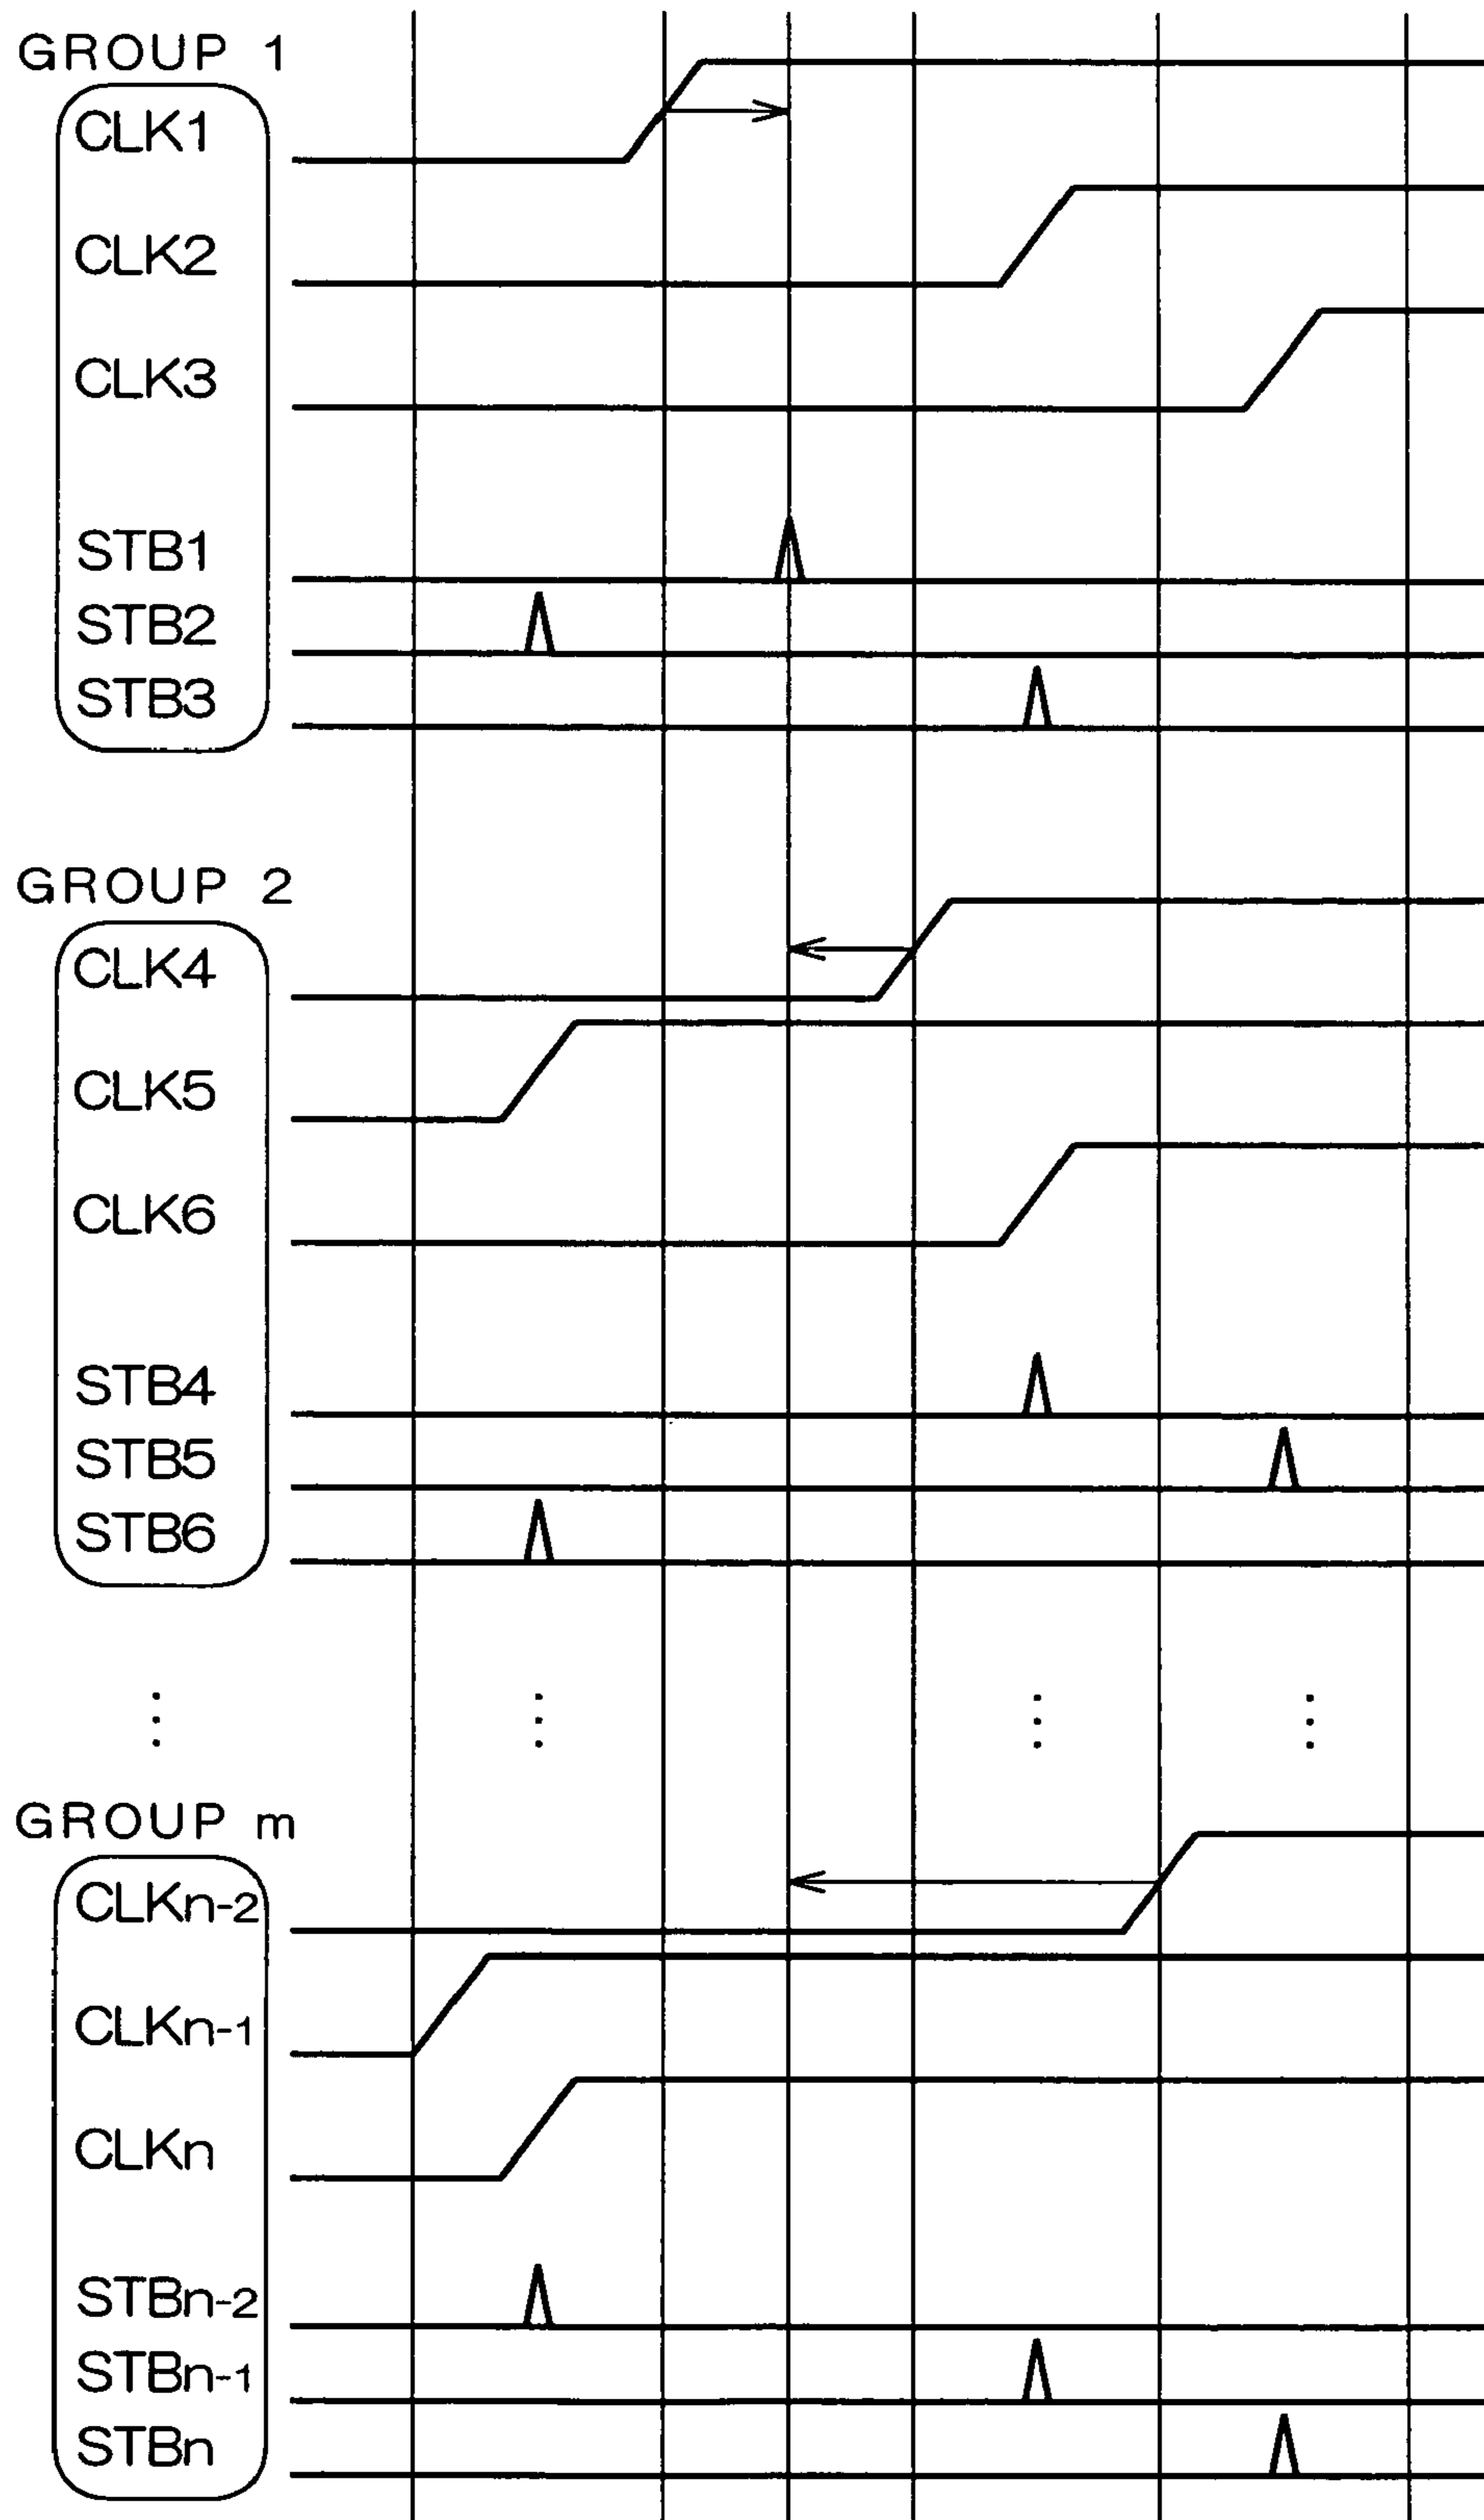 GROUP 1
CLK1
CLK2
CLK3
STB1
STB2
STB3
GROUP 2
CLK4
CLK5
CLK6
STB4
STB5
STB6
GROUP m
CLKn-2
CLKn-1
CLKn
STBn-2
STBn-1
STBn